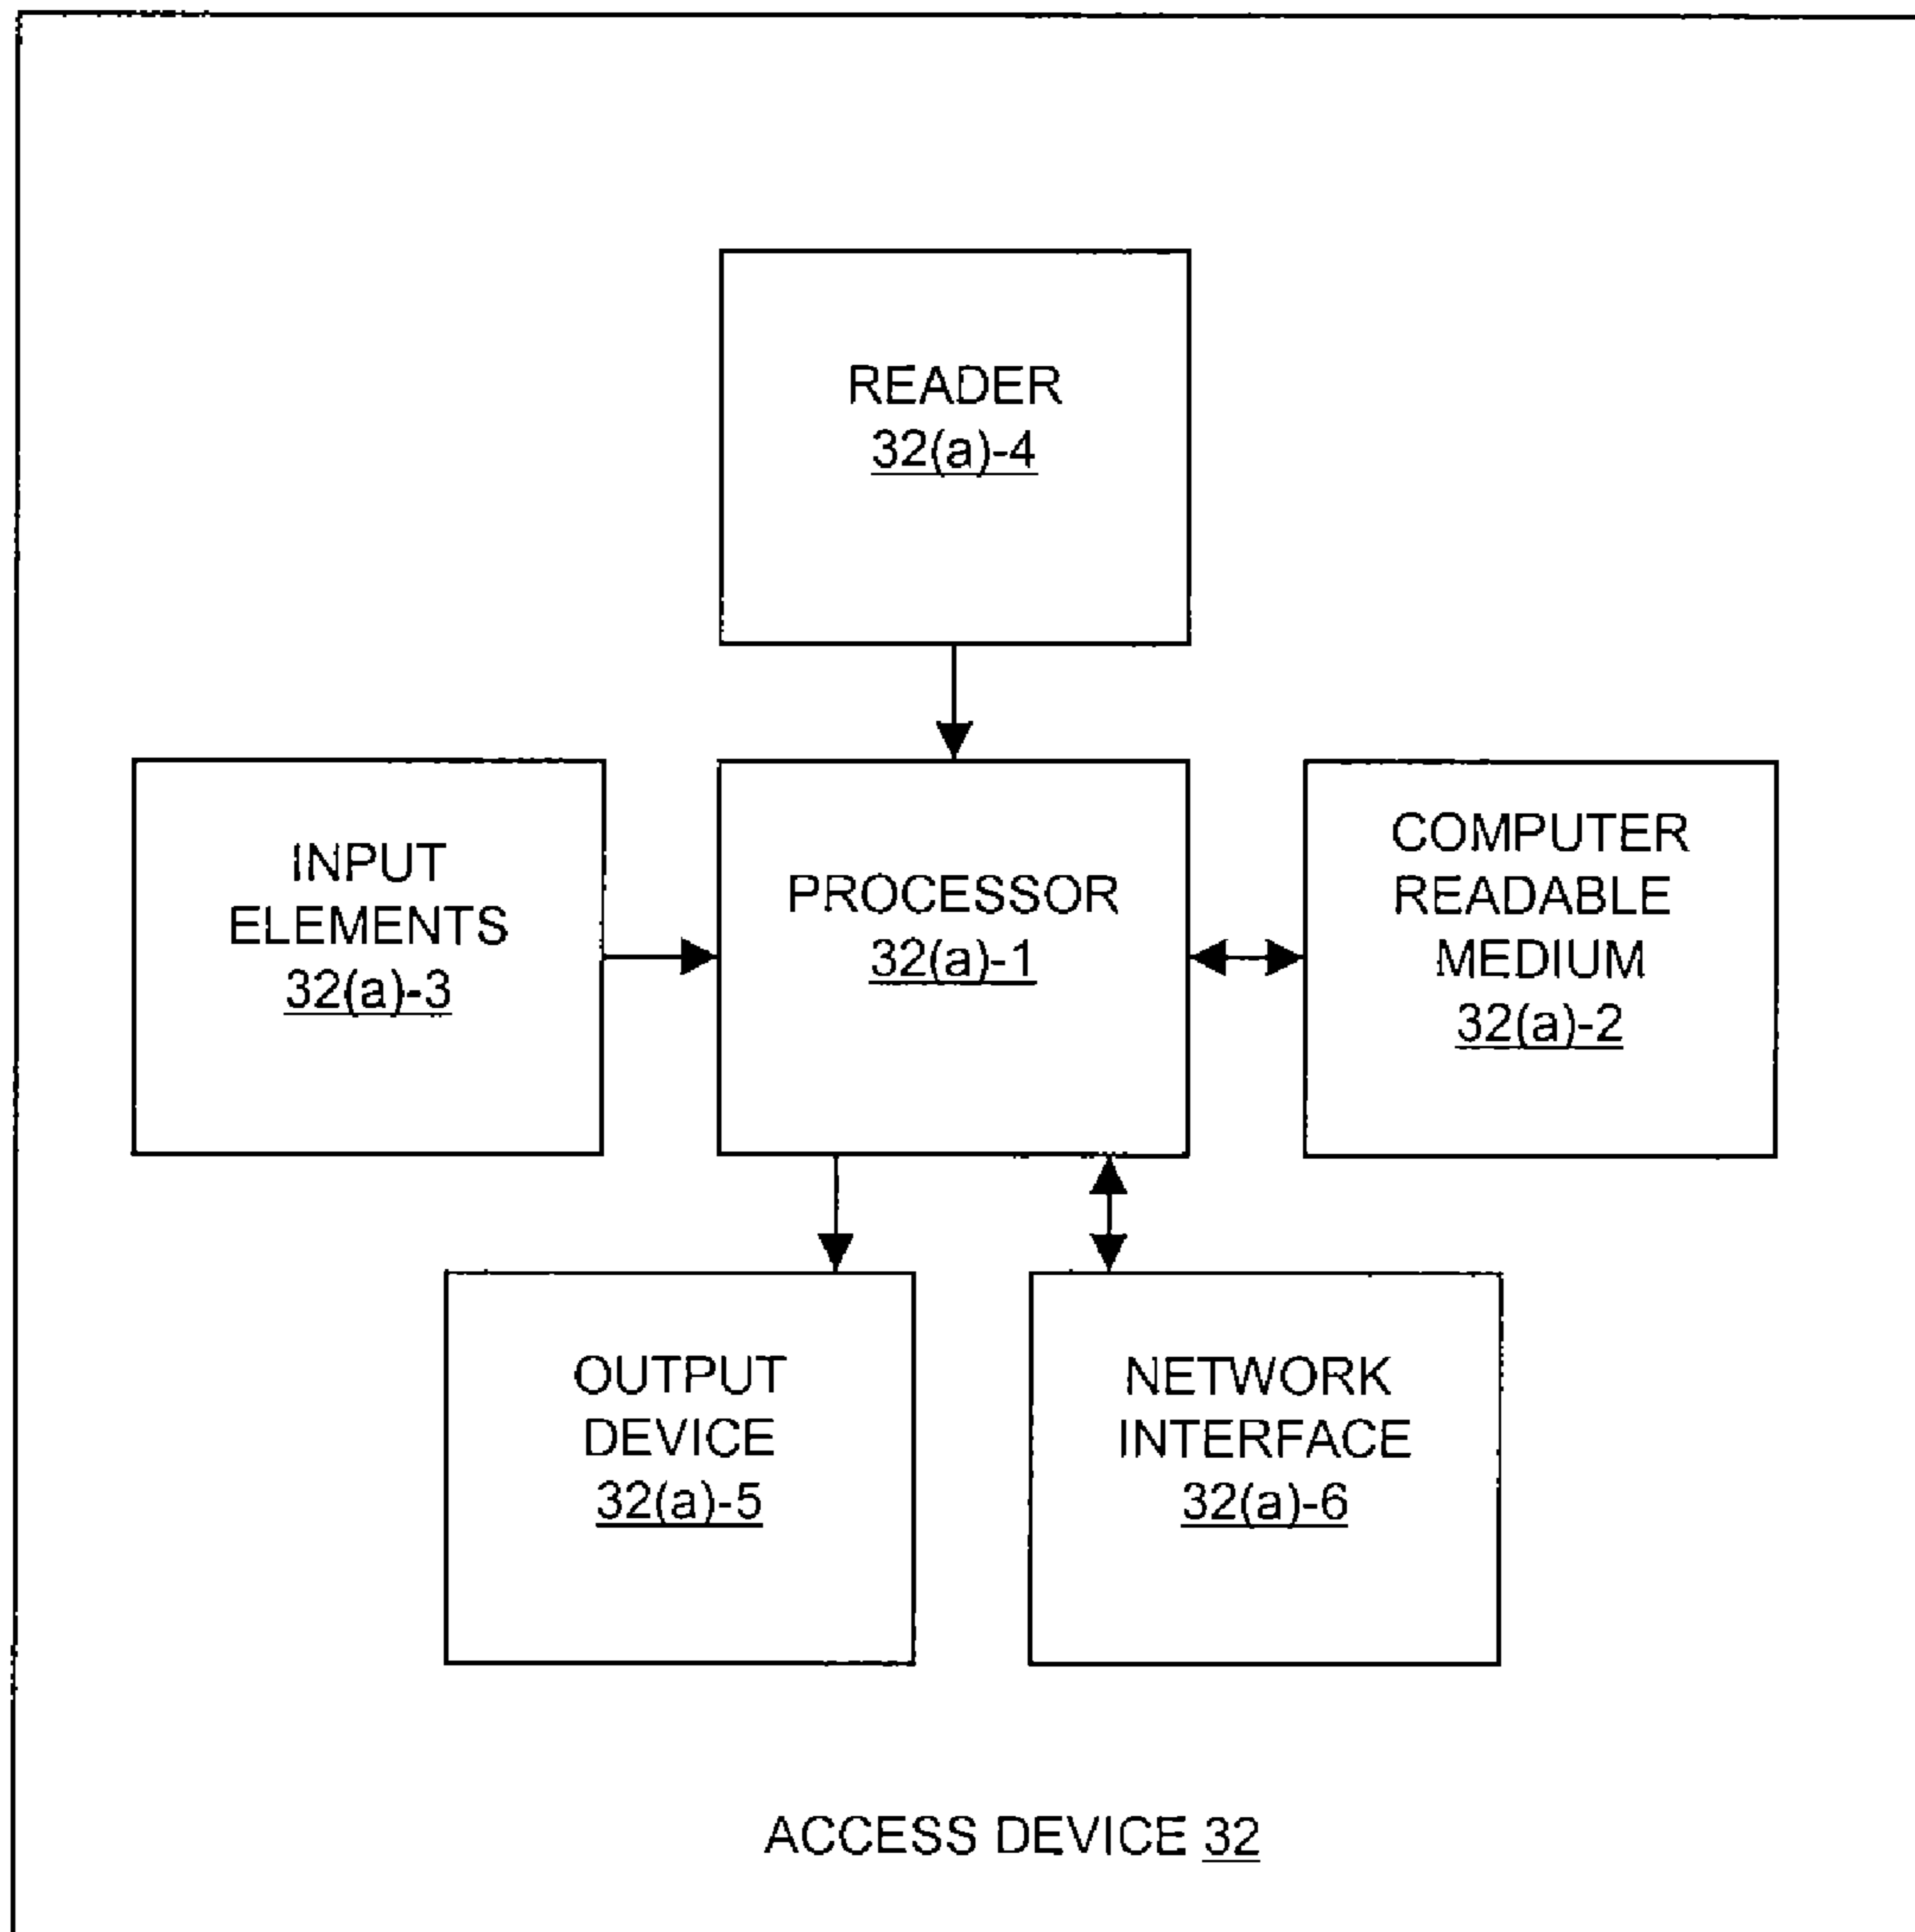 READER
32(a)-4
INPUT
ELEMENTS
32(a)-3
PROCESSOR
32(a)-1
COMPUTER
READABLE
MEDIUM
32(a)-2
OUTPUT
DEVICE
32(a)-5
NETWORK
INTERFACE
32(a)-6
ACCESS DEVICE 32